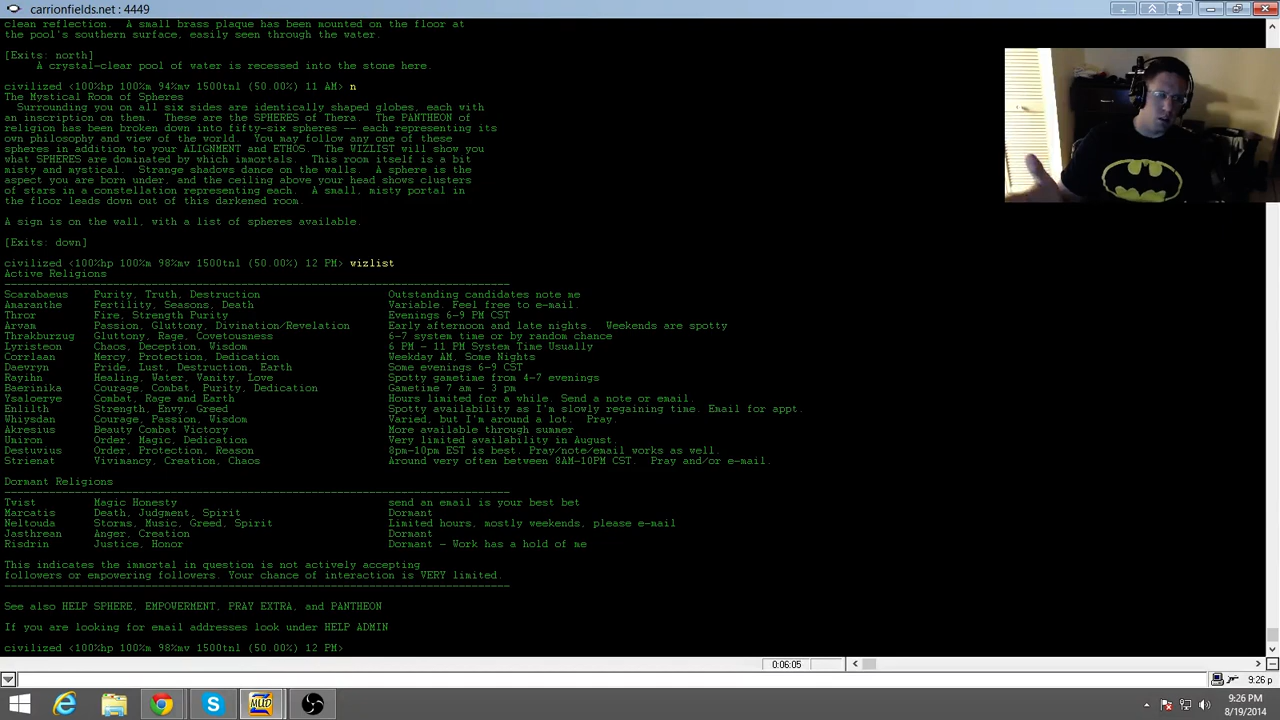 carrionfields.net : 4449
clean reflection.  A small brass plaque has been mounted on the floor at
the pool's southern surface, easily seen through the water.
[Exits: north]
A crystal-clear pool of water is recessed into the stone here.
civilized <100%hp 100%m 94%mv 1500tnl (50.00%) 11 AM> n
The Mystical Room of Spheres
Surrounding you on all six sides are identically-shaped globes, each with
an inscription on them. These are the SPHERES of Thera.  The PANTHEON of
religion has been broken down into fifty-six spheres -- each representing its
own philosophy and view of the world.  You may follow any one of these
spheres in addition to your ALIGNMENT and ETHOS.  The WIZLIST will show you
what SPHERES are dominated by which immortals.  The room itself is a bit
misty and mystical.  Strange shadows dance on the walls.  A sphere is the
aspect you are born under, and the ceiling above your head shows clusters
of stars in a constellation representing each.  A small, misty portal in
the floor leads down out of this darkened room.
A sign is on the wall, with a list of spheres available.
[Exits: down]
civilized <100%hp 100%m 98%mv 1500tnl (50.00%) 12 PM> wizlist
Active Religions
Scarabaeus Purity, Truth, Destruction Outstanding candidates note me
Amaranthe Fertility, Seasons, Death Variable. Feel free to e-mail.
Thror Fire, Strength Purity Evenings 6-9 PM CST
Arvam Passion, Gluttony, Divination/Revelation Early afternoon and late nights.  Weekends are spotty
Thrakburzug Gluttony, Rage, Covetousness 6-7 system time or by random chance
Lyristeon Chaos, Deception, Wisdom 6 PM - 11 PM System Time Usually
Corrlaan Mercy, Protection, Dedication Weekday AM, Some Nights
Daevryn Pride, Lust, Destruction, Earth Some evenings 6-9 CST
Rayihn Healing, Water, Vanity, Love Spotty gametime from 4-7 evenings
Baerinika Courage, Combat, Purity, Dedication Gametime 7 am - 3 pm
Ysaloerye Combat, Rage and Earth Hours limited for a while. Send a note or email.
Enlilth Strength, Envy, Greed Spotty availability as I'm slowly regaining time. Email for appt.
Whiysdan Courage, Passion, Wisdom Varied, but I'm around a lot.  Pray.
Akresius Beauty Combat Victory More available through summer
Umiron Order, Magic, Dedication Very limited availability in August.
Destuvius Order, Protection, Reason 8pm-10pm EST is best. Pray/note/email works as well.
Strienat Vivimancy, Creation, Chaos Around very often between 8AM-10PM CST.  Pray and/or e-mail.
Dormant Religions
Twist Magic Honesty send an email is your best bet
Marcatis Death, Judgment, Spirit Dormant
Neltouda Storms, Music, Greed, Spirit Limited hours, mostly weekends, please e-mail
Jasthrean Anger, Creation Dormant
Risdrin Justice, Honor Dormant - Work has a hold of me
This indicates the immortal in question is not actively accepting
followers or empowering followers. Your chance of interaction is VERY limited.
See also HELP SPHERE, EMPOWERMENT, PRAY EXTRA, and PANTHEON
If you are looking for email addresses look under HELP ADMIN
civilized <100%hp 100%m 98%mv 1500tnl (50.00%) 12 PM>
0:06:05
9:26 p
9:26 PM
8/19/2014